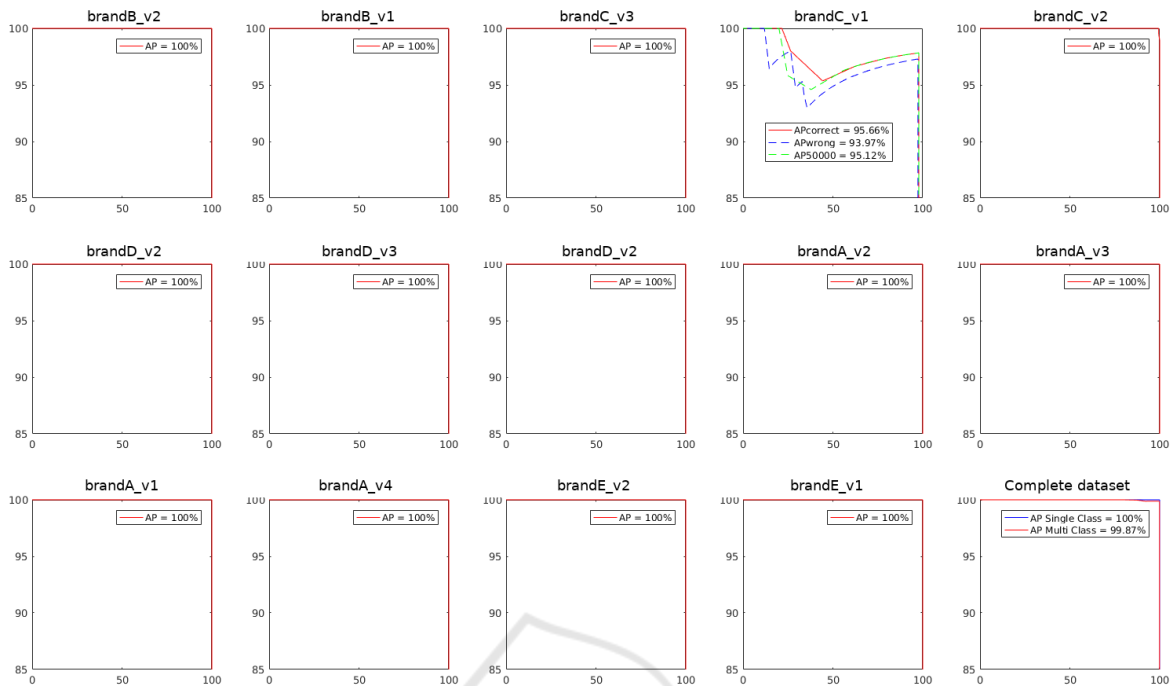 brandB_v2 brandB_v1 brandC_v3 brandC_v1 brandC_v2
100 100 100 100 100
AP = 100% AP = 100% AP = 100% AP = 100%
95 95 95 95 95
90 90 90 90 90
APcorrect = 95.66%
APwrong = 93.97%
AP50000 = 95.12%
85 85 85 85 85
0 50 100 0 50 100 0 50 100 0 50 100 0 50 100
brandD_v2 brandD_v3 brandD_v2 brandA_v2 brandA_v3
100 100 100 100 100
AP = 100% AP = 100% AP = 100% AP = 100% AP = 100%
95 95 95 95 95
90 90 90 90 90
85 85 85 85 85
0 50 100 0 50 100 0 50 100 0 50 100 0 50 100
brandA_v1 brandA_v4 brandE_v2 brandE_v1 Complete dataset
100 100 100 100 100
AP = 100% AP = 100% AP = 100% AP = 100% AP Single Class = 100%
AP Multi Class = 99.87%
95 95 95 95 95
90 90 90 90 90
85 85 85 85 85
0 50 100 0 50 100 0 50 100 0 50 100 0 50 100